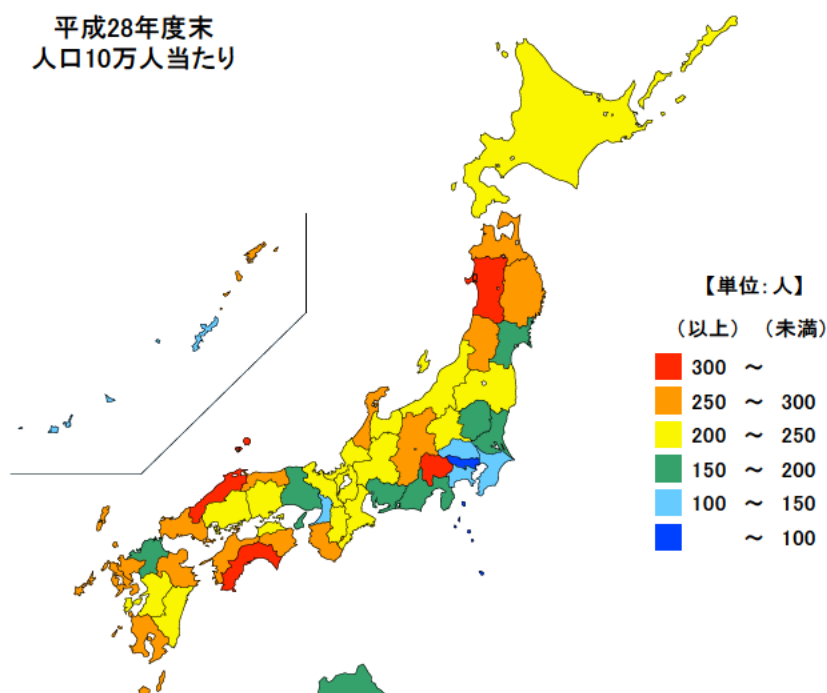 平成28年度末
人口10万人当たり
【単位:人】
(以上) (未満)
300 ~
250 ~ 300
200 ~ 250
150 ~ 200
100 ~ 150
~ 100